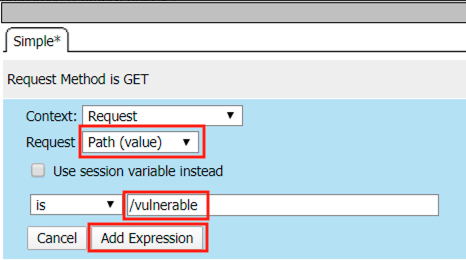 Simple*
Request Method is GET
Context: Request
Request Path (value)
Use session variable instead
is /vulnerable
Cancel Add Expression